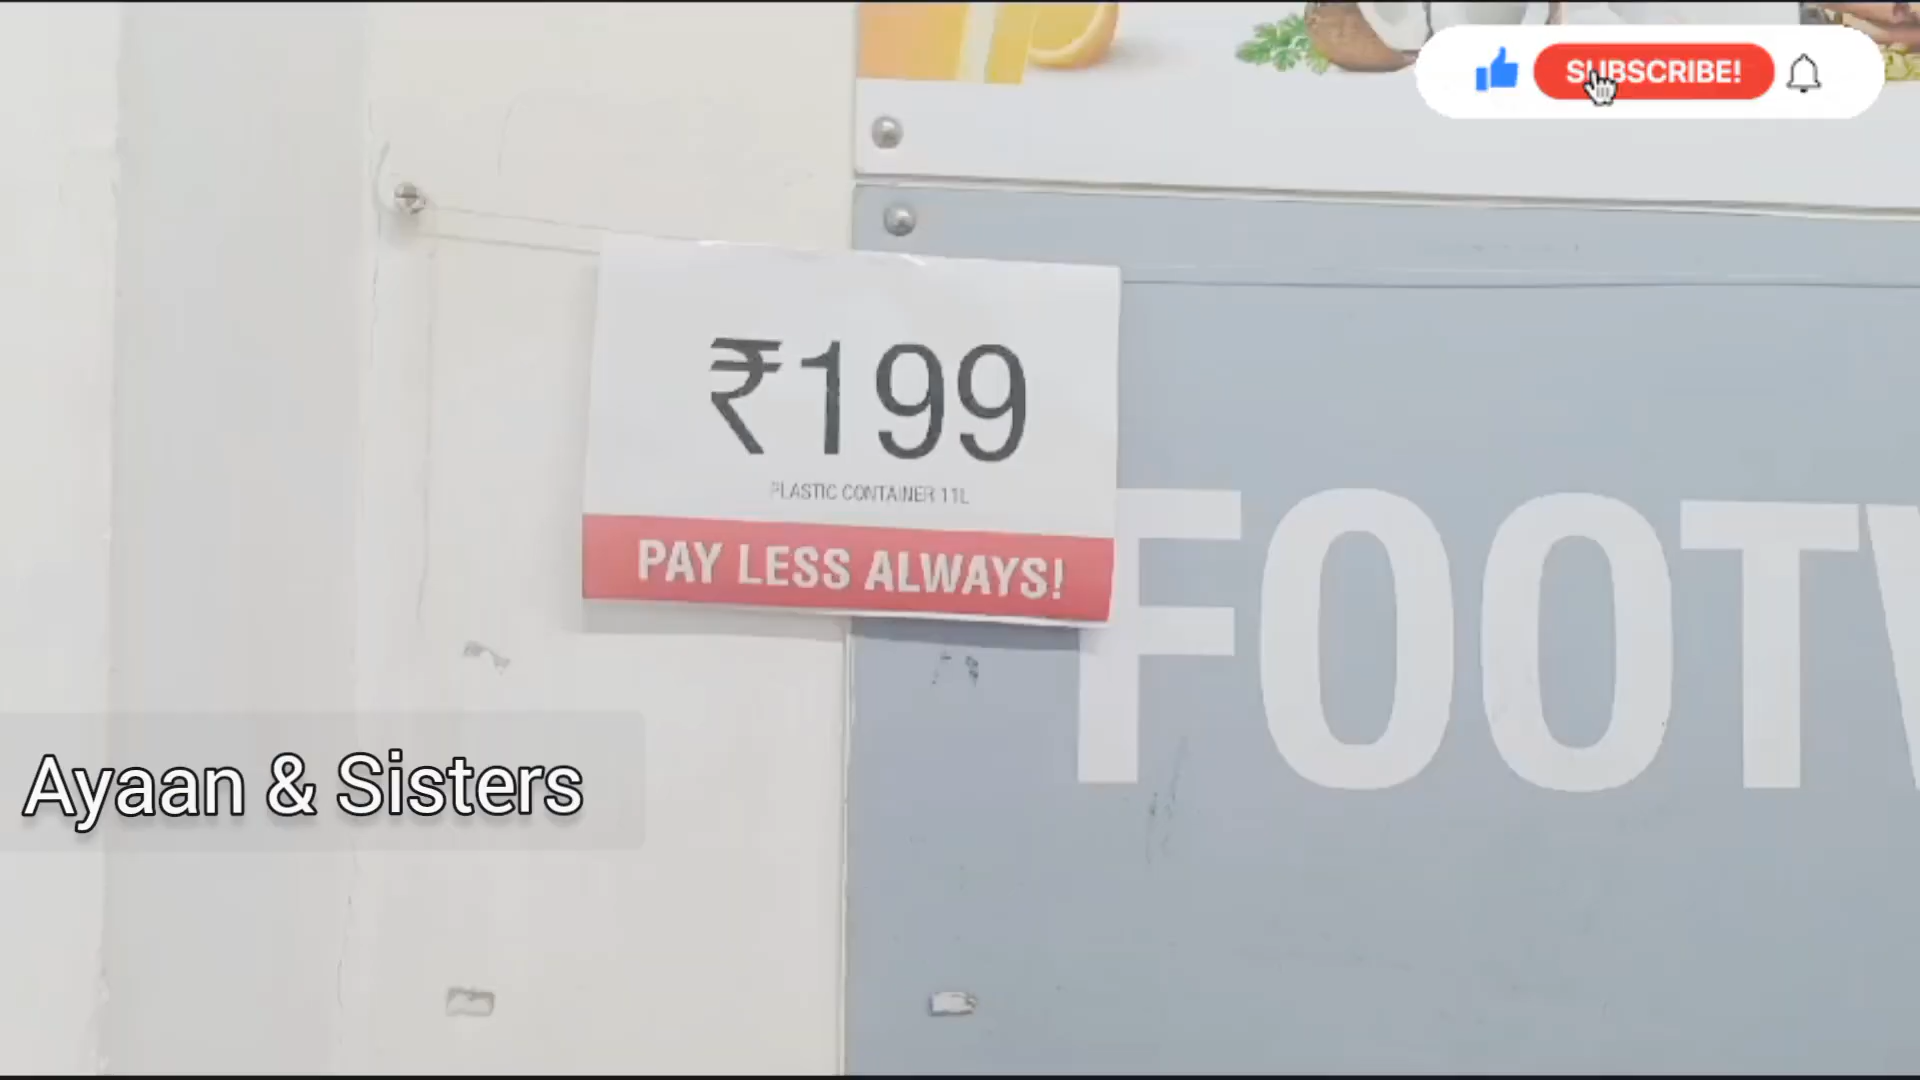 SUBSCRIBE!
₹199
PLASTIC CONTAINER 11L
PAY LESS ALWAYS!
FOOTW
Ayaan & Sisters